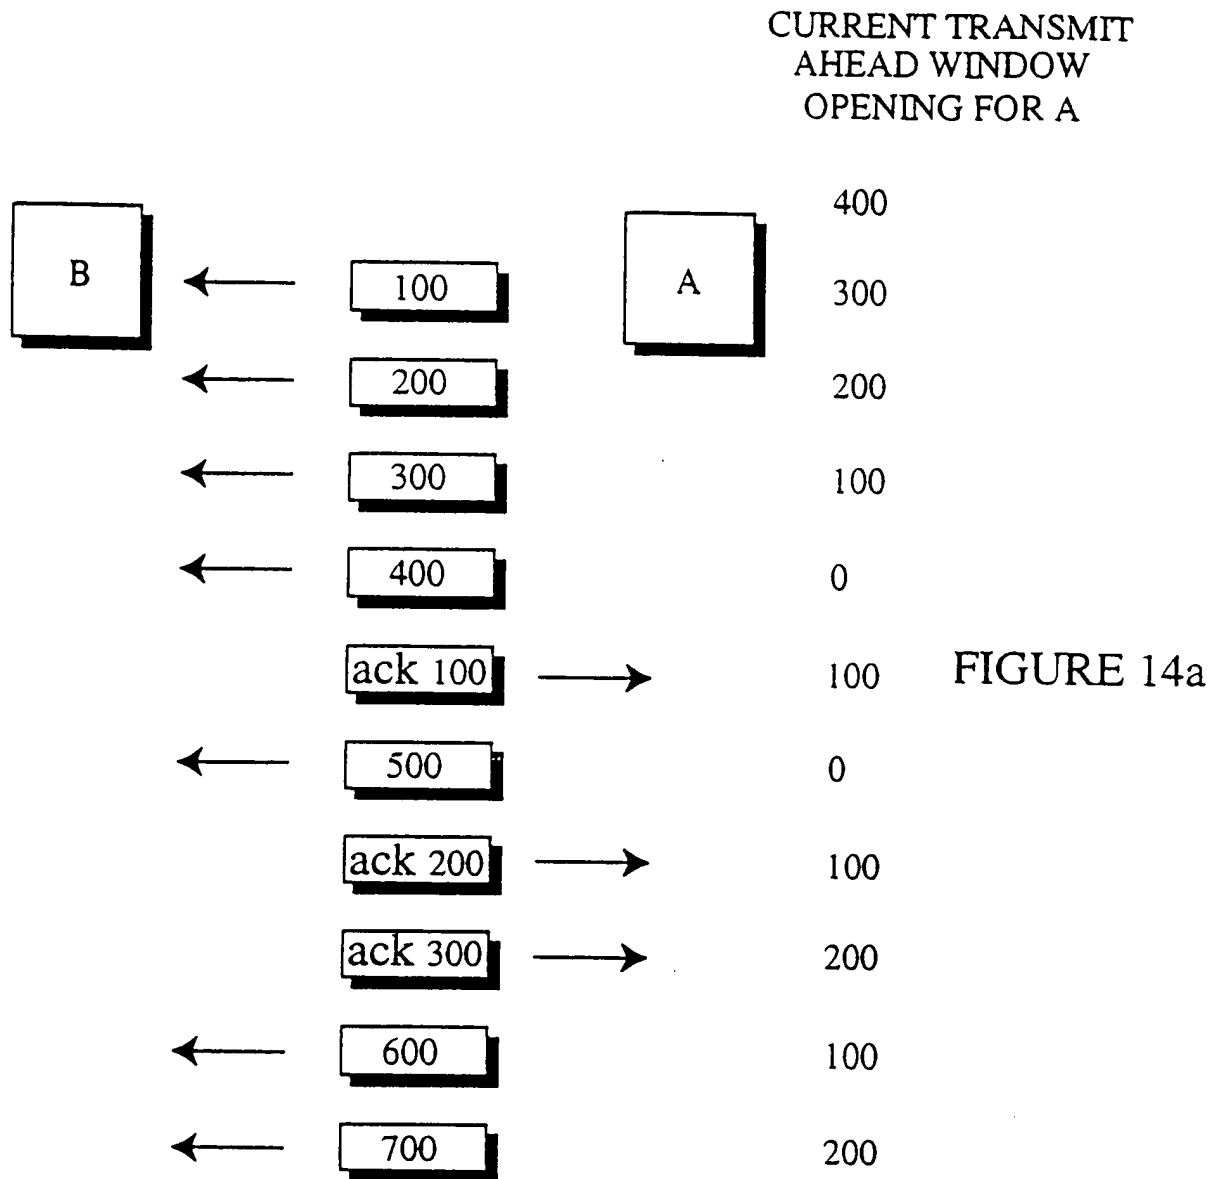 CURRENT TRANSMIT
AHEAD WINDOW
OPENING FOR A
400
B
100
A
300
200
200
300
100
400
0
ack 100
100
FIGURE 14a
500
0
ack 200
100
ack 300
200
600
100
700
200